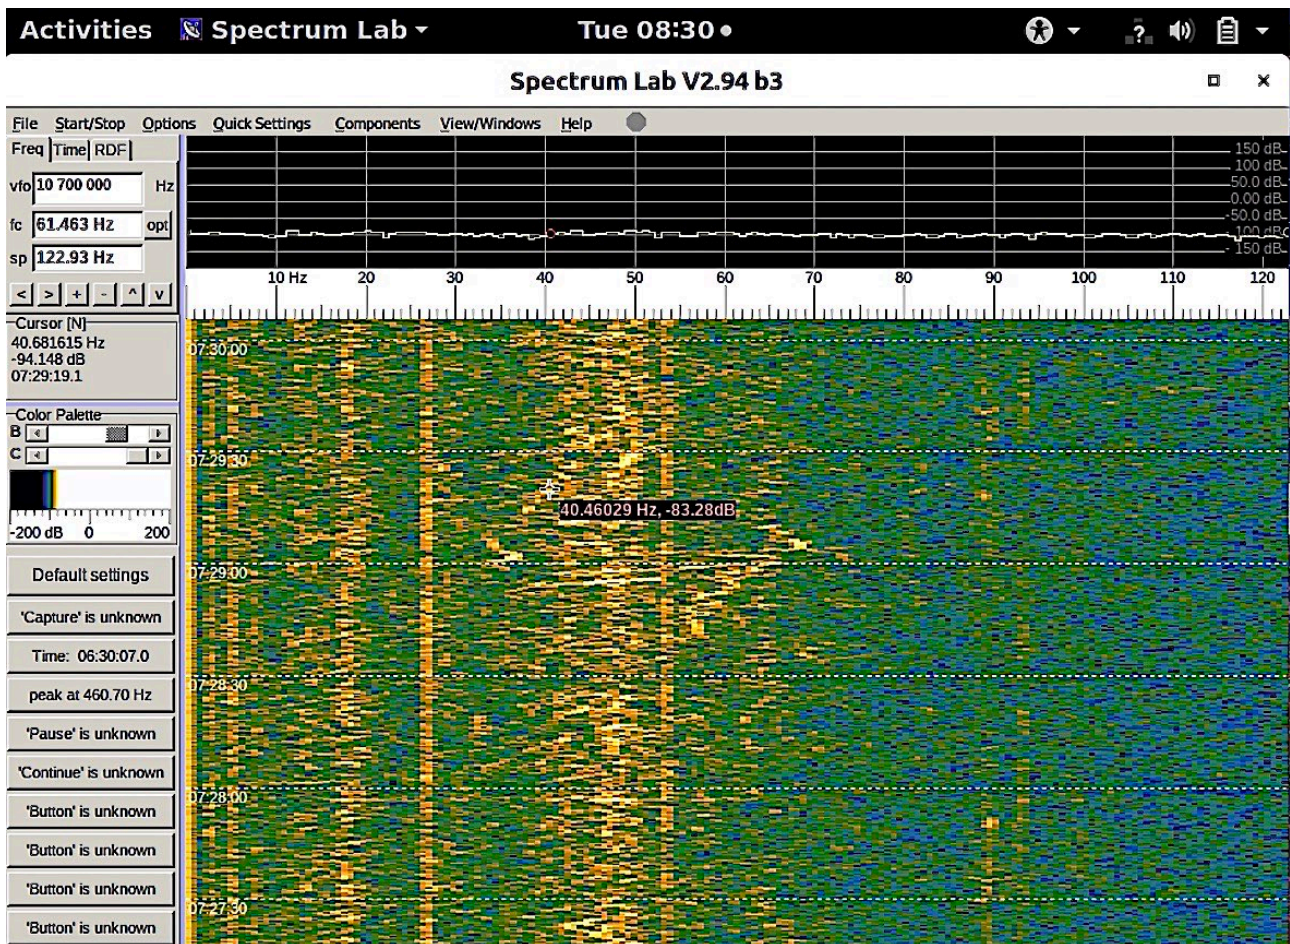 Activities Spectrum Lab Tue 08:30 ?
Spectrum Lab V2.94 b3
File Start/Stop Options Quick Settings Components View/Windows Help
Freq Time RDF
vfo 10 700 000 Hz
fc 61.463 Hz opt
sp 122.93 Hz
< > + - ^ v
Cursor [N]
40.681615 Hz
-94.148 dB
07:29:19.1
Color Palette
B
C
-200 dB 0 200
Default settings
'Capture' is unknown
Time: 06:30:07.0
peak at 460.70 Hz
'Pause' is unknown
'Continue' is unknown
'Button' is unknown
'Button' is unknown
'Button' is unknown
'Button' is unknown
150 dB
100 dB
50.0 dB
0.00 dB
-50.0 dB
-100 dB
-150 dB
10 Hz 20 30 40 50 60 70 80 90 100 110 120
07:30:00
07:29:30
40.46029 Hz, -83.28dB
07:29:00
07:28:30
07:28:00
07:27:30